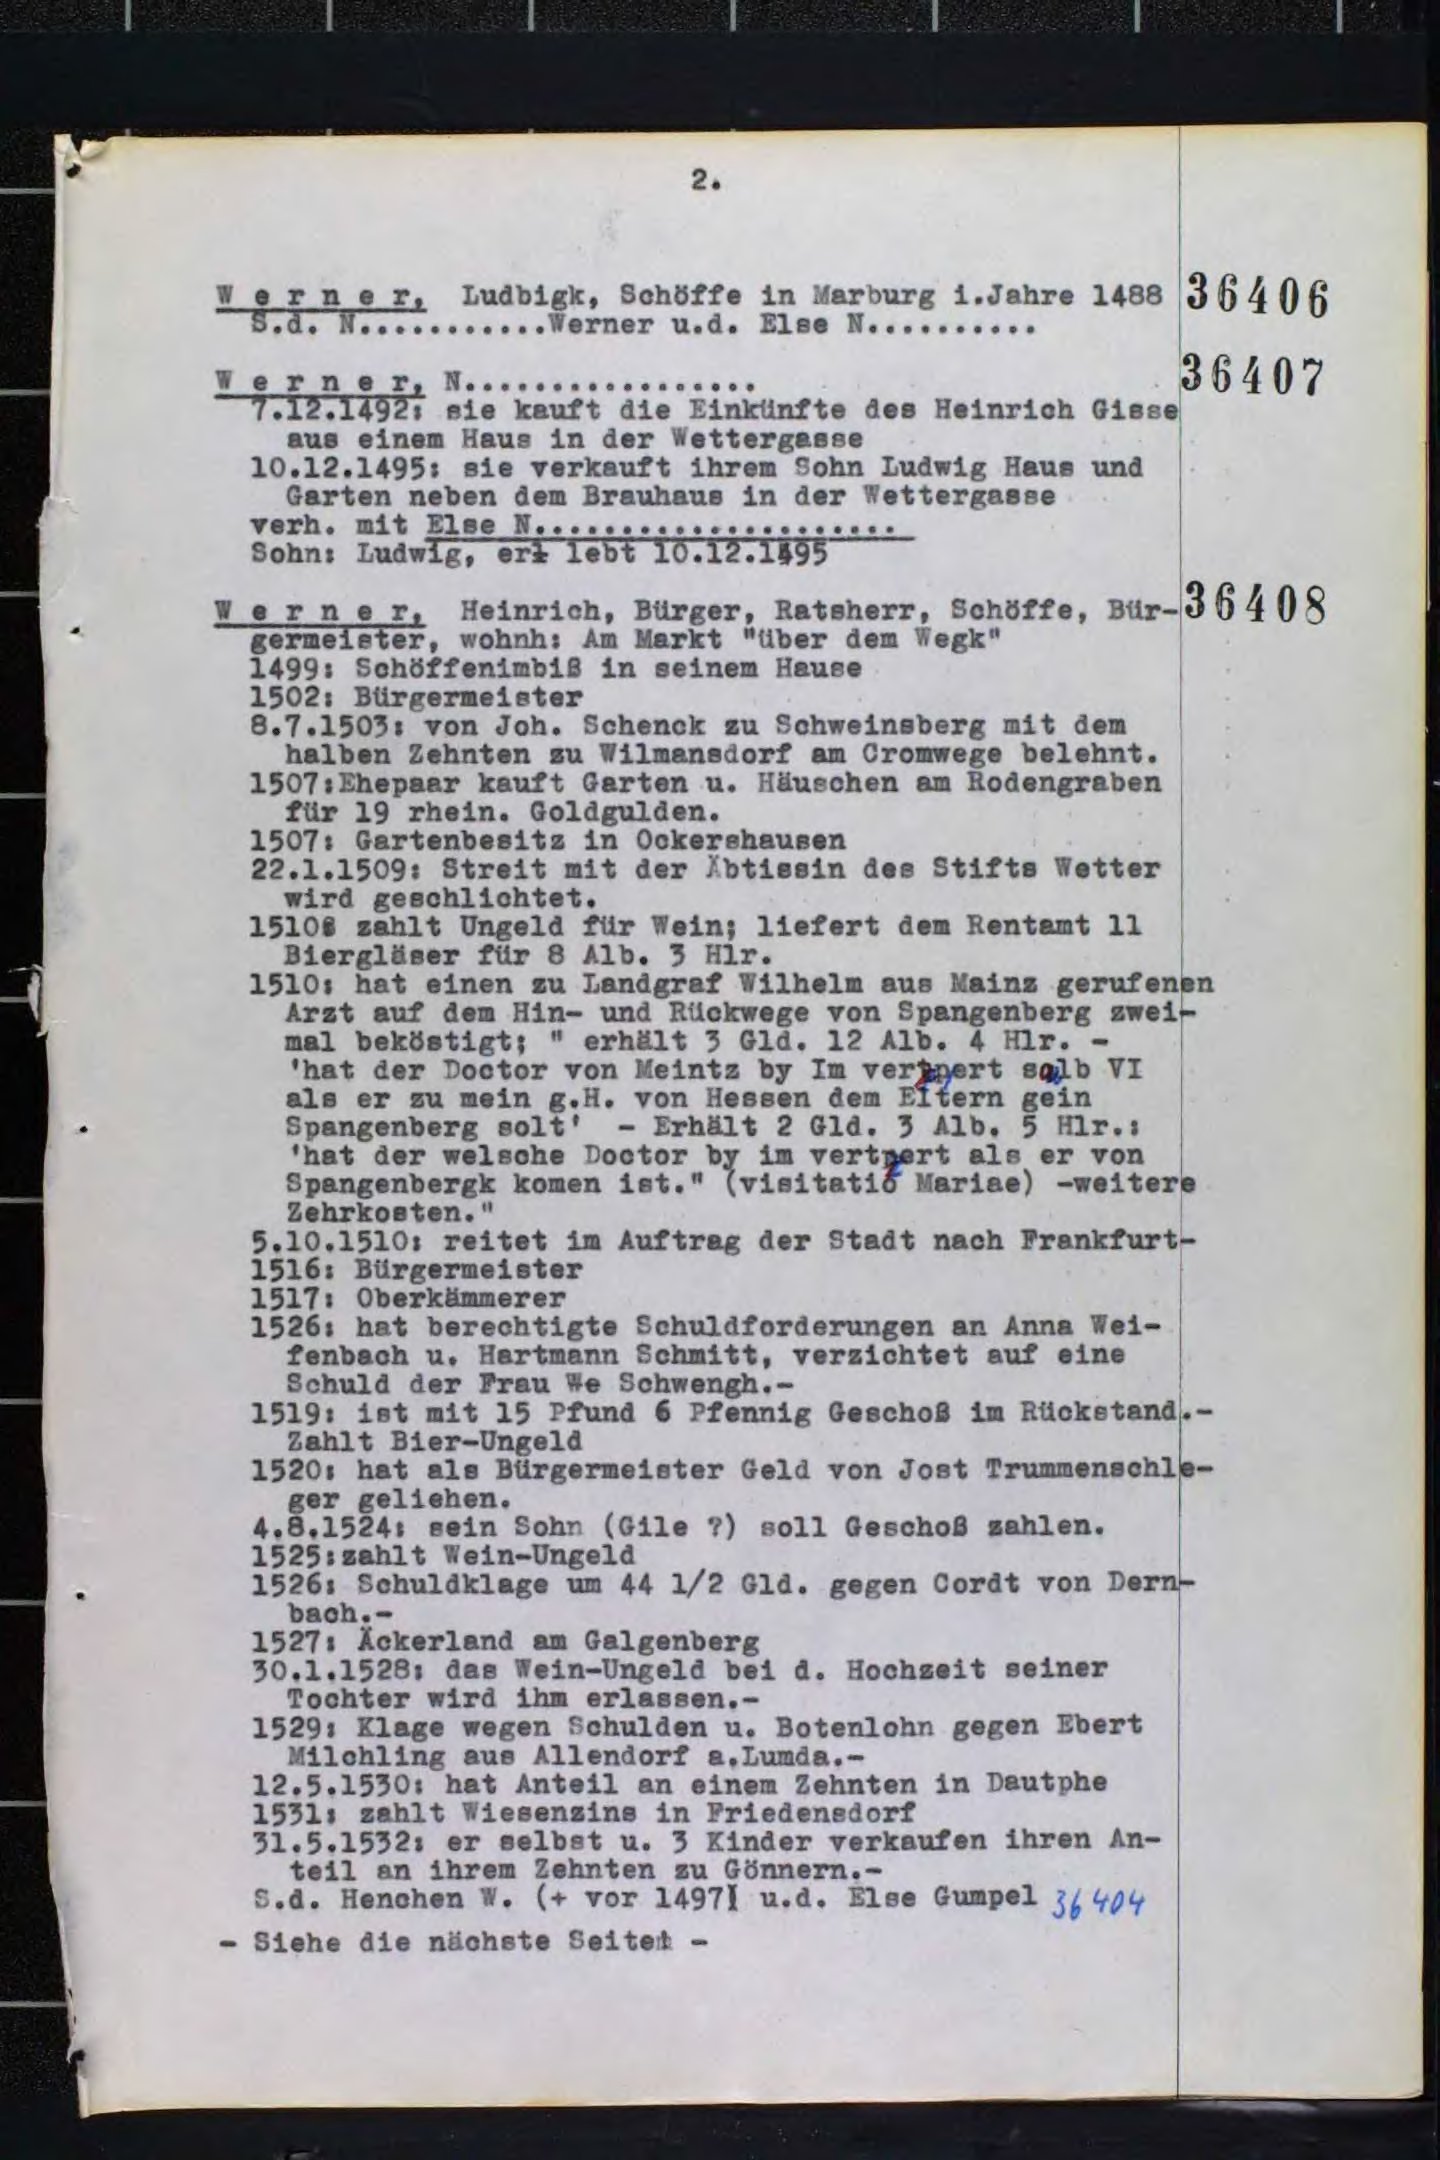 2.
W e r n e r, Ludbigk, Schöffe in Marburg i.Jahre 1488 36406
S.d. N...........Werner u.d. Else N..........
W e r n e r, N................. 36407
7.12.1492: sie kauft die Einkünfte des Heinrich Gisse
aus einem Haus in der Wettergasse
10.12.1495: sie verkauft ihrem Sohn Ludwig Haus und
Garten neben dem Brauhaus in der Wettergasse
verh. mit Else N.....................
Sohn: Ludwig, er lebt 10.12.1495
W e r n e r, Heinrich, Bürger, Ratsherr, Schöffe, Bür- 36408
germeister, wohnh: Am Markt "über dem Wegk"
1499: Schöffenimbiß in seinem Hause
1502: Bürgermeister
8.7.1503: von Joh. Schenck zu Schweinsberg mit dem
halben Zehnten zu Wilmansdorf am Cromwege belehnt.
1507:Ehepaar kauft Garten u. Häuschen am Rodengraben
für 19 rhein. Goldgulden.
1507: Gartenbesitz in Ockershausen
22.1.1509: Streit mit der Äbtissin des Stifts Wetter
wird geschlichtet.
1510: zahlt Ungeld für Wein; liefert dem Rentamt 11
Biergläser für 8 Alb. 3 Hlr.
1510: hat einen zu Landgraf Wilhelm aus Mainz gerufenen
Arzt auf dem Hin- und Rückwege von Spangenberg zwei-
mal beköstigt; " erhält 3 Gld. 12 Alb. 4 Hlr. -
'hat der Doctor von Meintz by Im verzert salb VI
als er zu mein g.H. von Hessen dem Eltern gein
Spangenberg solt' - Erhält 2 Gld. 3 Alb. 5 Hlr.:
'hat der welsche Doctor by im vertzert als er von
Spangenbergk komen ist." (visitatio Mariae) -weitere
Zehrkosten."
5.10.1510: reitet im Auftrag der Stadt nach Frankfurt-
1516: Bürgermeister
1517: Oberkämmerer
1526: hat berechtigte Schuldforderungen an Anna Wei-
fenbach u. Hartmann Schmitt, verzichtet auf eine
Schuld der Frau We Schwengh.-
1519: ist mit 15 Pfund 6 Pfennig Geschoß im Rückstand.-
Zahlt Bier-Ungeld
1520: hat als Bürgermeister Geld von Jost Trummenschle-
ger geliehen.
4.8.1524: sein Sohn (Gile ?) soll Geschoß zahlen.
1525:zahlt Wein-Ungeld
1526: Schuldklage um 44 1/2 Gld. gegen Cordt von Dern-
bach.-
1527: Äckerland am Galgenberg
30.1.1528: das Wein-Ungeld bei d. Hochzeit seiner
Tochter wird ihm erlassen.-
1529: Klage wegen Schulden u. Botenlohn gegen Ebert
Milchling aus Allendorf a.Lumda.-
12.5.1530: hat Anteil an einem Zehnten in Dautphe
1531: zahlt Wiesenzins in Friedensdorf
31.5.1532: er selbst u. 3 Kinder verkaufen ihren An-
teil an ihrem Zehnten zu Gönnern.-
S.d. Henchen W. (+ vor 1497) u.d. Else Gumpel 36404
- Siehe die nächste Seite! -